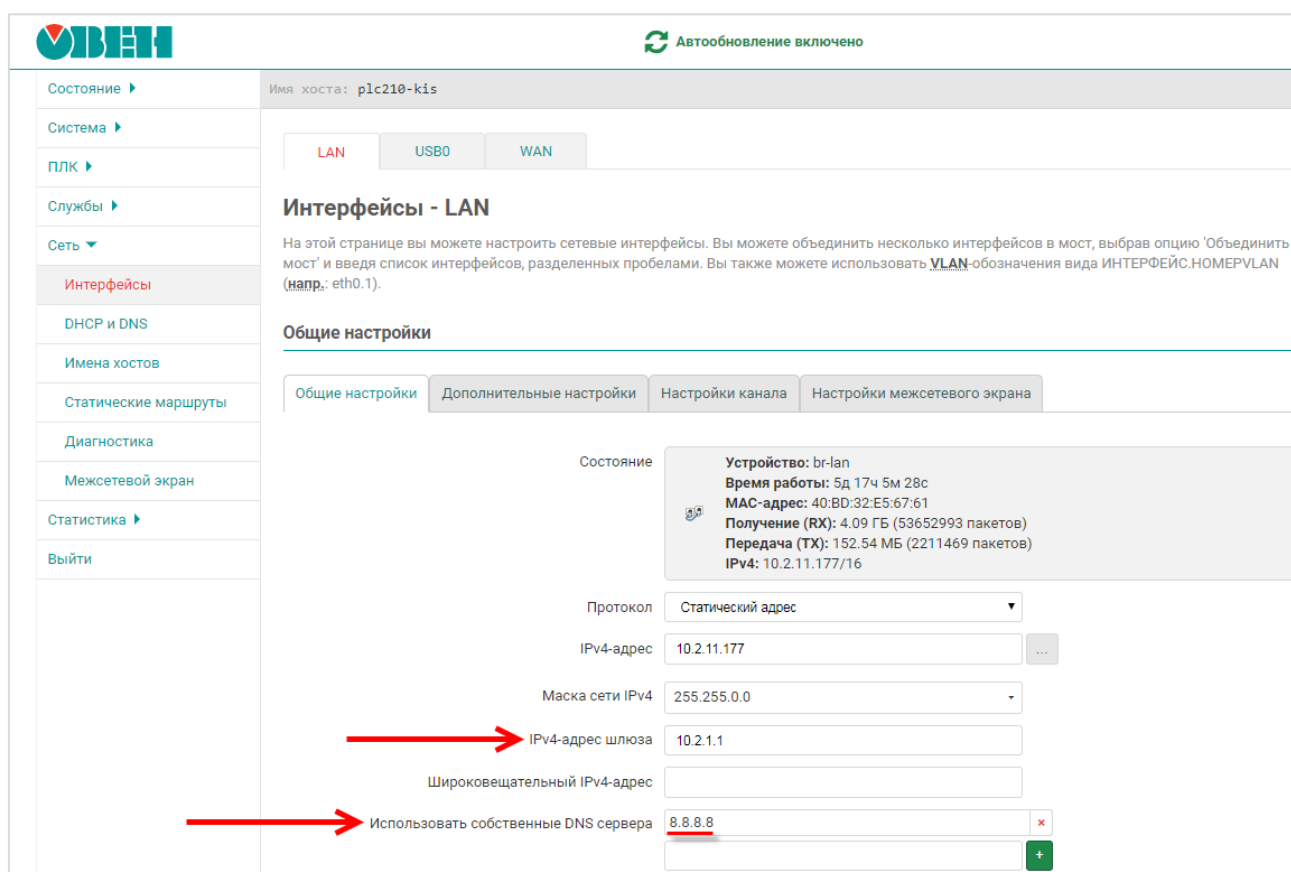 ОВЕН
Автообновление включено
Состояние
Система
ПЛК
Службы
Сеть
Интерфейсы
DHCP и DNS
Имена хостов
Статические маршруты
Диагностика
Межсетевой экран
Статистика
Выйти
Имя хоста: plc210-kis
LAN USB0 WAN
Интерфейсы - LAN
На этой странице вы можете настроить сетевые интерфейсы. Вы можете объединить несколько интерфейсов в мост, выбрав опцию 'Объединить
мост' и введя список интерфейсов, разделенных пробелами. Вы также можете использовать VLAN-обозначения вида ИНТЕРФЕЙС.НОМЕРVLAN
(напр.: eth0.1).
Общие настройки
Общие настройки Дополнительные настройки Настройки канала Настройки межсетевого экрана
Состояние
Устройство: br-lan
Время работы: 5д 17ч 5м 28с
MAC-адрес: 40:BD:32:E5:67:61
Получение (RX): 4.09 ГБ (53652993 пакетов)
Передача (TX): 152.54 МБ (2211469 пакетов)
IPv4: 10.2.11.177/16
Протокол Статический адрес
IPv4-адрес 10.2.11.177 ...
Маска сети IPv4 255.255.0.0
IPv4-адрес шлюза 10.2.1.1
Широковещательный IPv4-адрес
Использовать собственные DNS сервера 8.8.8.8 ×
+